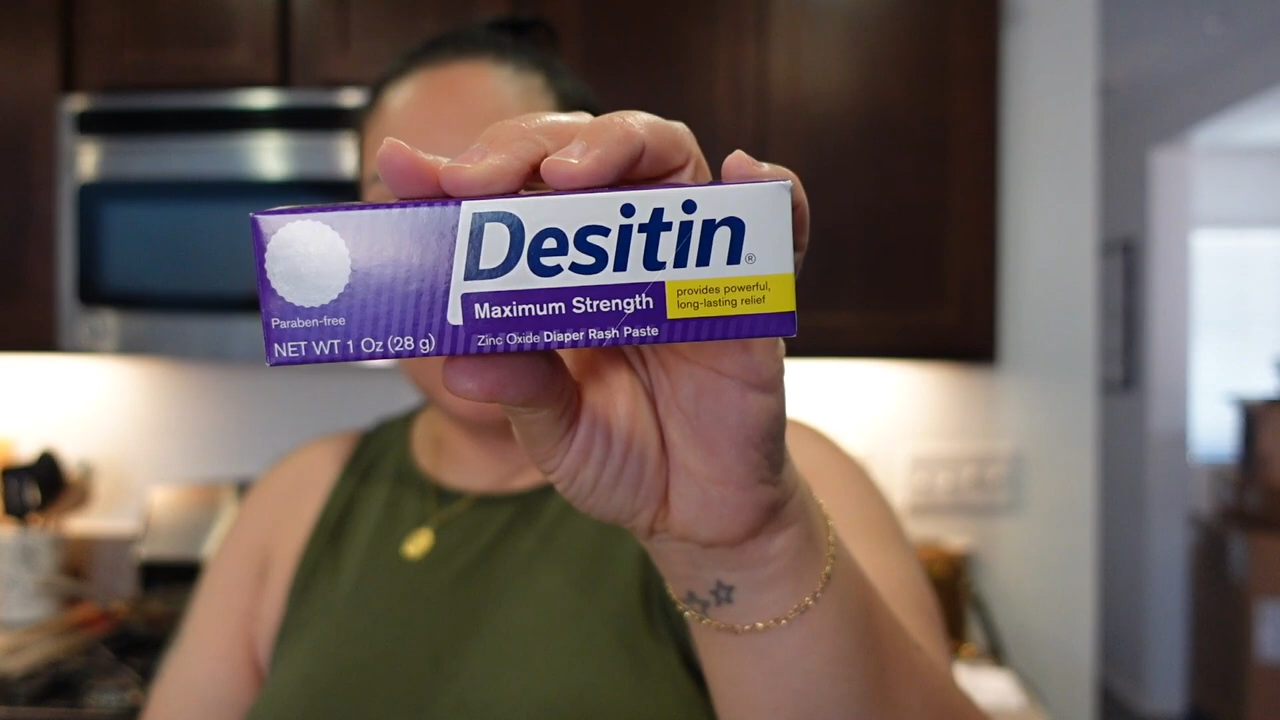 Desitin®
Maximum Strength
provides powerful,
long-lasting relief
Zinc Oxide Diaper Rash Paste
Paraben-free
NET WT 1 Oz (28 g)